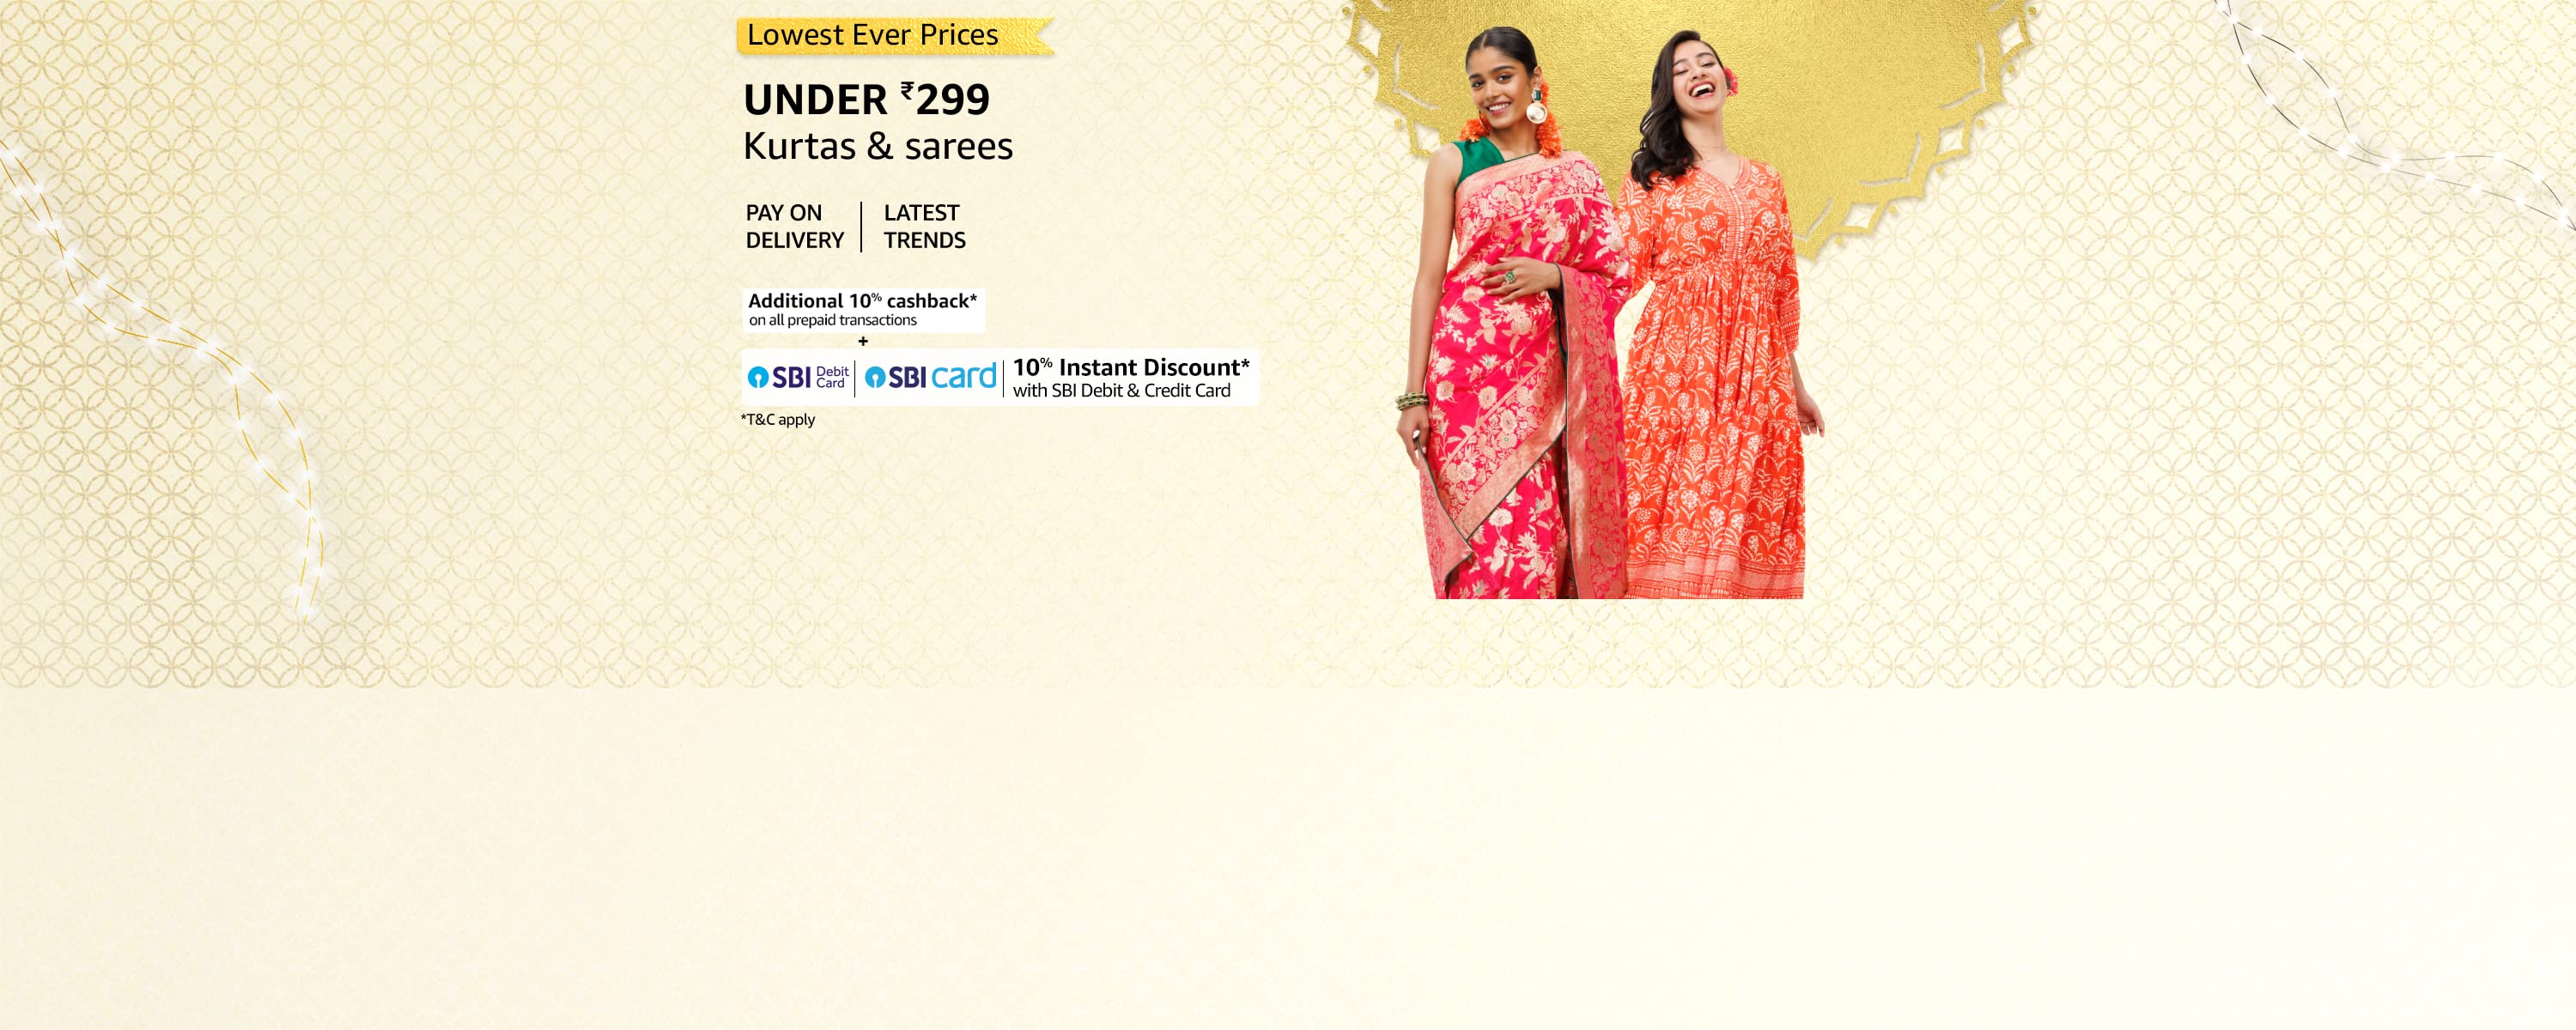 Lowest Ever Prices
UNDER ₹299
Kurtas & sarees
PAY ON DELIVERY | LATEST TRENDS
Additional 10% cashback*
on all prepaid transactions
+
SBI Debit Card | SBI card | 10% Instant Discount*
with SBI Debit & Credit Card
*T&C apply